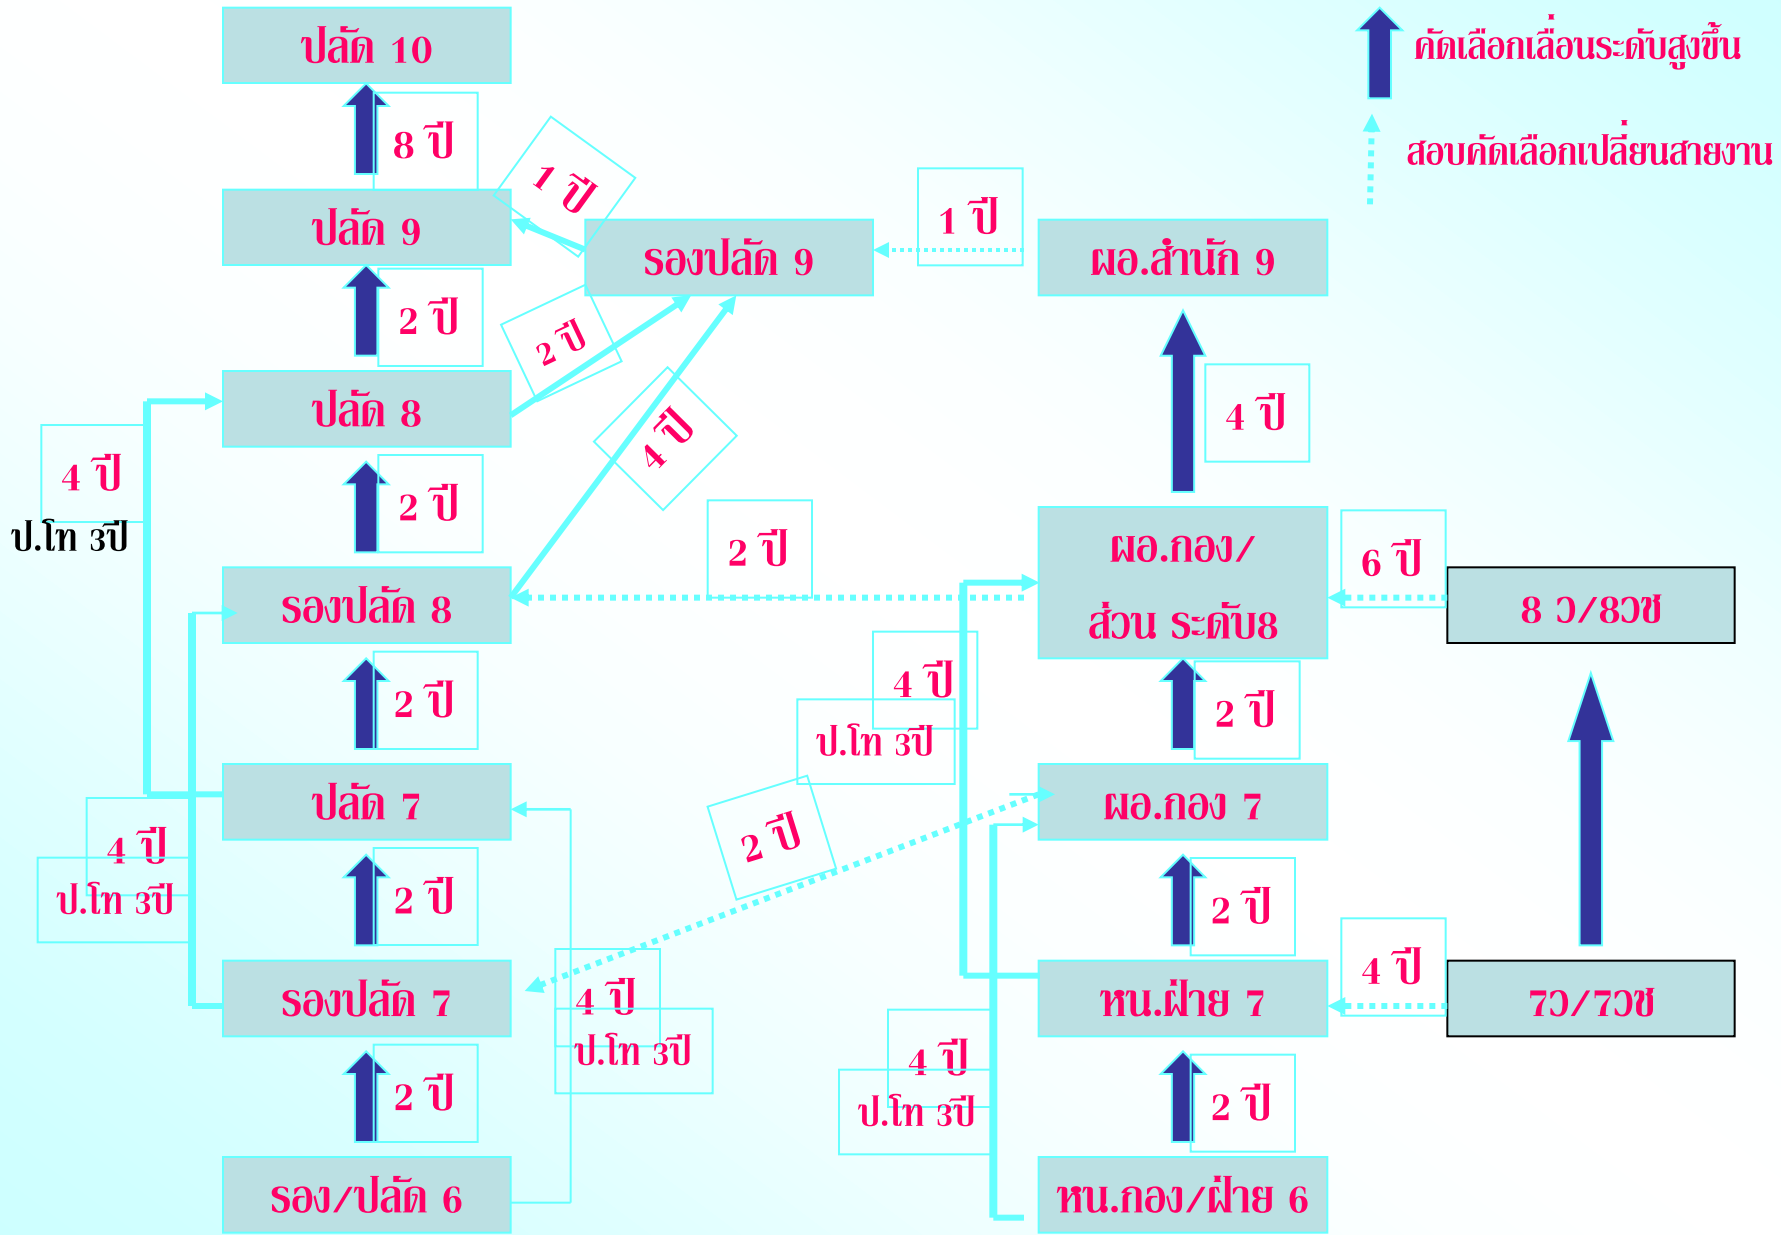 ปลัด 10
คัดเลือกเลื่อนระดับสูงขึ้น
8 ปี
สอบคัดเลือกเปลี่ยนสายงาน
1 ปี
1 ปี
ปลัด 9
รองปลัด 9
ผอ.สำนัก 9
2 ปี
2 ปี
ปลัด 8
4 ปี
4 ปี
4 ปี
ป.โท 3ปี
2 ปี
2 ปี
ผอ.กอง/
ส่วน ระดับ8
6 ปี
รองปลัด 8
8 ว/8วช
4 ปี
ป.โท 3ปี
2 ปี
2 ปี
ปลัด 7
2 ปี
ผอ.กอง 7
4 ปี
ป.โท 3ปี
2 ปี
2 ปี
4 ปี
รองปลัด 7
4 ปี
ป.โท 3ปี
หน.ฝ่าย 7
7ว/7วช
2 ปี
4 ปี
ป.โท 3ปี
2 ปี
รอง/ปลัด 6
หน.กอง/ฝ่าย 6